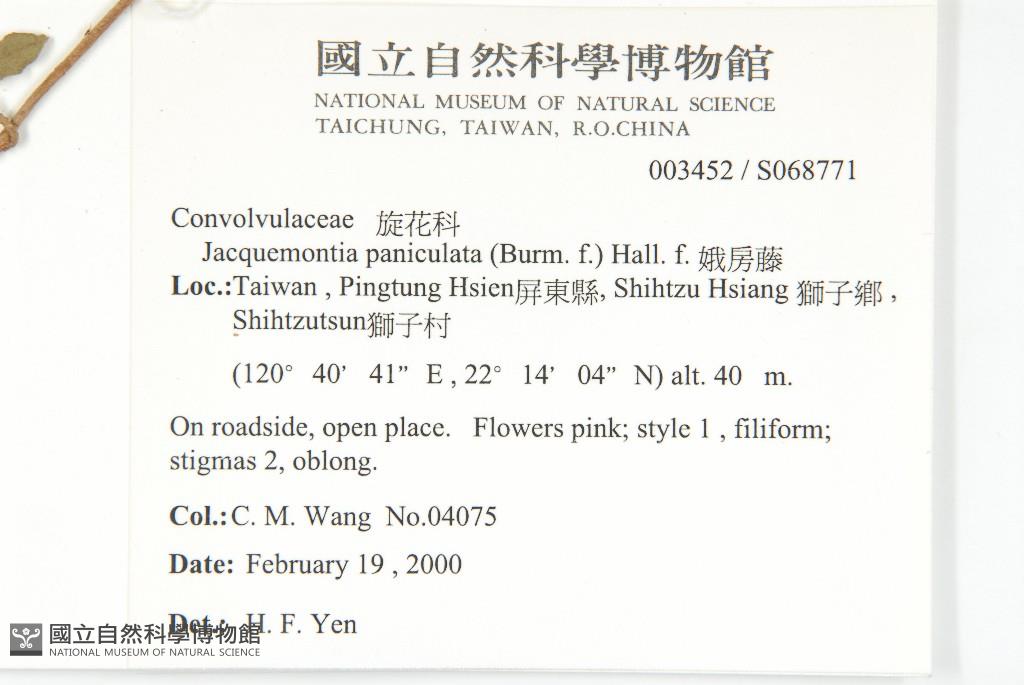 國立自然科學博物館
NATIONAL MUSEUM OF NATURAL SCIENCE
TAICHUNG, TAIWAN, R.O.CHINA
003452 / S068771
Convolvulaceae 旋花科
Jacquemontia paniculata (Burm. f.) Hall. f. 娥房藤
Loc.:Taiwan , Pingtung Hsien屏東縣, Shihtzu Hsiang 獅子鄉 ,
Shihtzutsun獅子村
(120° 40’ 41” E , 22° 14’ 04” N) alt. 40 m.
On roadside, open place. Flowers pink; style 1 , filiform;
stigmas 2, oblong.
Col.: C. M. Wang No.04075
Date: February 19 , 2000
Det.: H. F. Yen
國立自然科學博物館
NATIONAL MUSEUM OF NATURAL SCIENCE